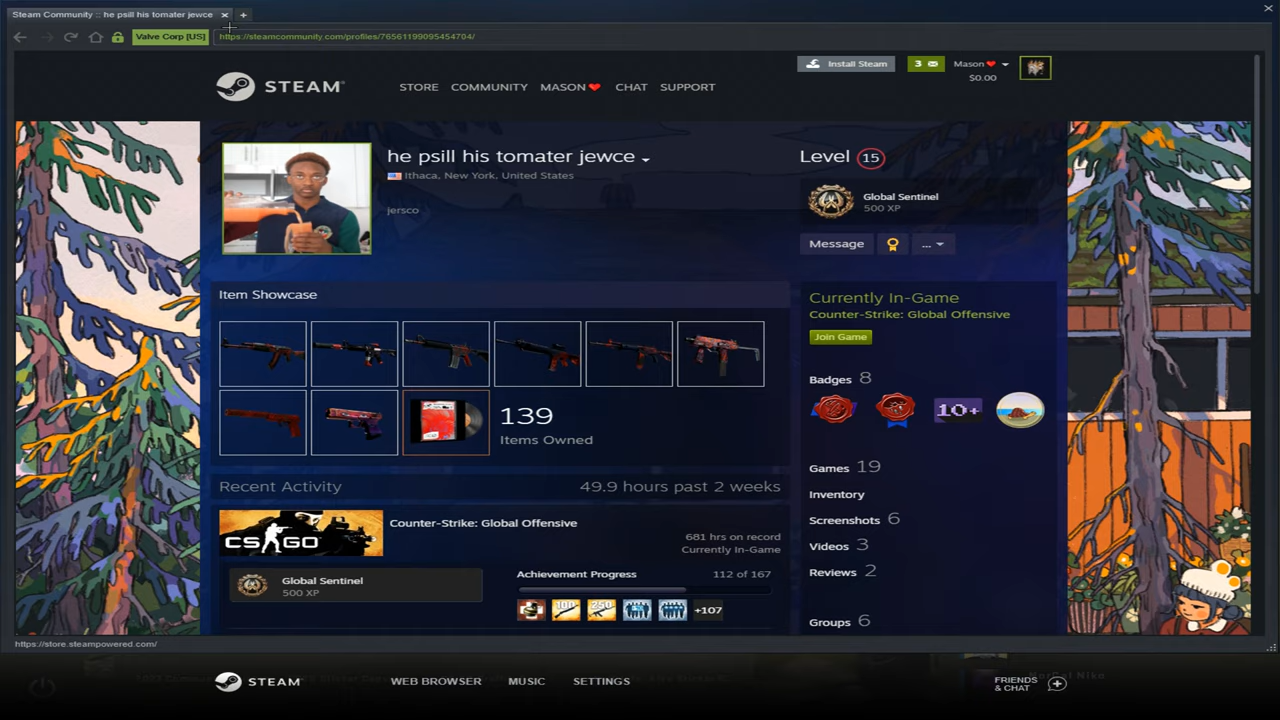 Steam Community :: he psill his tomater jewce
Valve Corp [US]
https://steamcommunity.com/profiles/76561199095454704/
Install Steam
3
Mason
$0.00
STEAM
STORE
COMMUNITY
MASON
CHAT
SUPPORT
he psill his tomater jewce
Ithaca, New York, United States
jersco
Level 15
Global Sentinel
500 XP
Message
...
Item Showcase
139
Items Owned
Currently In-Game
Counter-Strike: Global Offensive
Join Game
Badges 8
10+
Games 19
Inventory
Screenshots 6
Videos 3
Reviews 2
Groups 6
Recent Activity
49.9 hours past 2 weeks
CS GO
Counter-Strike: Global Offensive
681 hrs on record
Currently In-Game
Global Sentinel
500 XP
Achievement Progress
112 of 167
100
250
+107
https://store.steampowered.com/
STEAM
WEB BROWSER
MUSIC
SETTINGS
FRIENDS
& CHAT